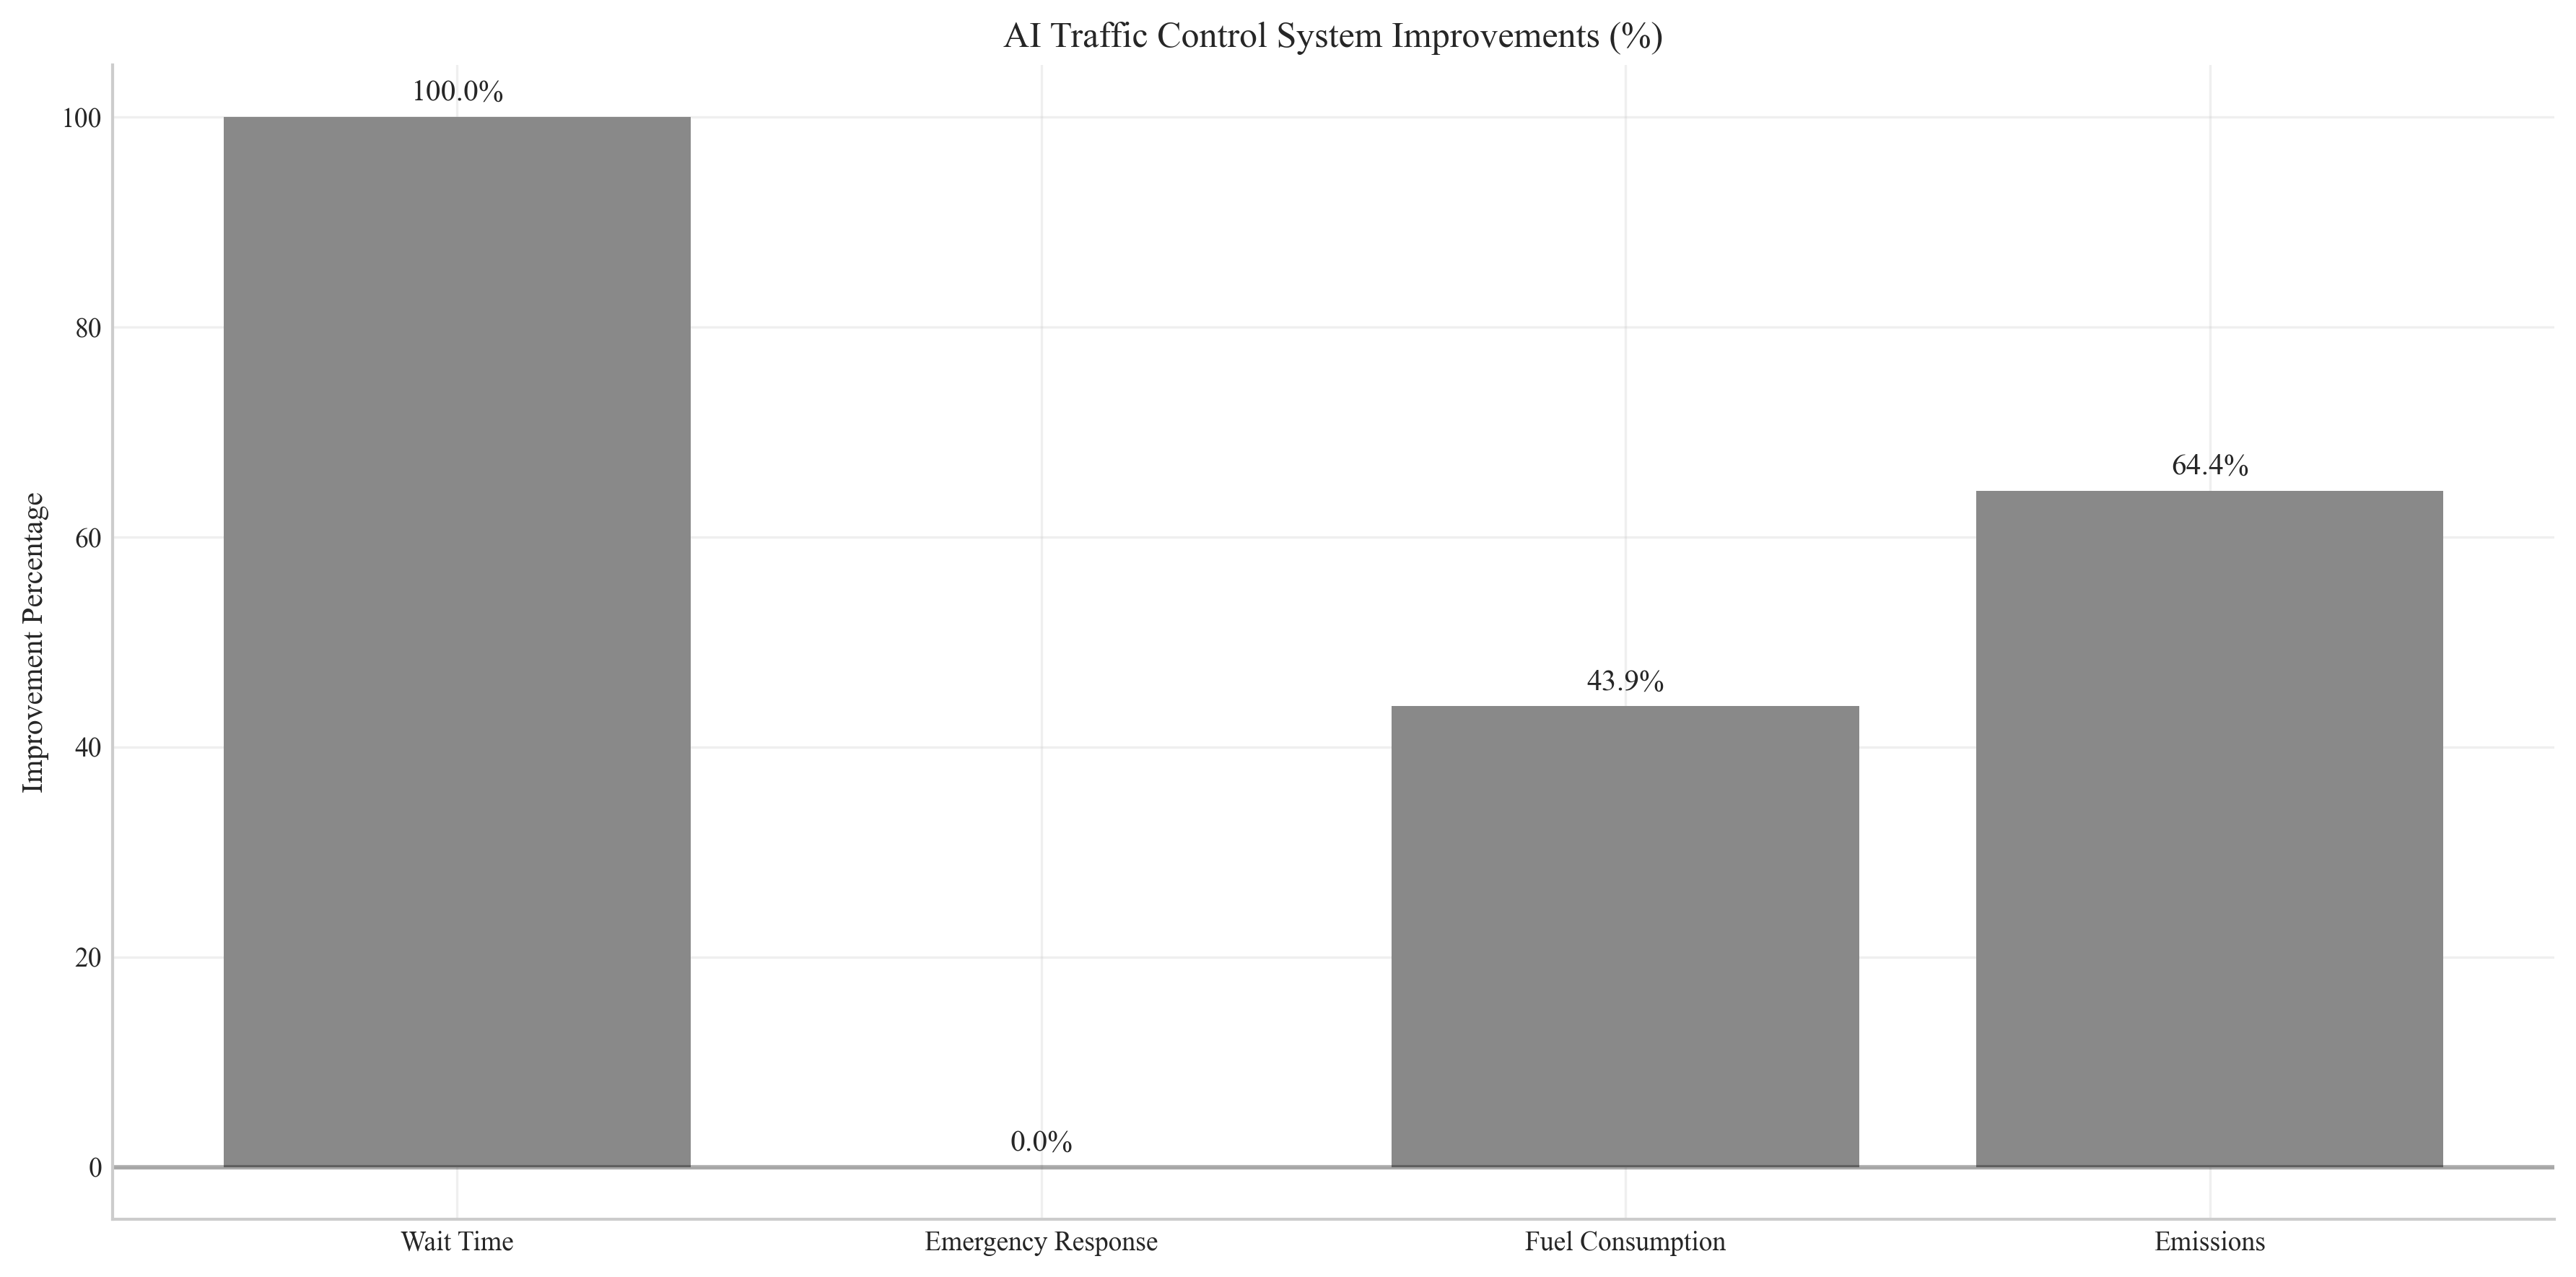 AI Traffic Control System Improvements (%)
Improvement Percentage
100
80
60
40
20
0
100.0%
0.0%
43.9%
64.4%
Wait Time
Emergency Response
Fuel Consumption
Emissions